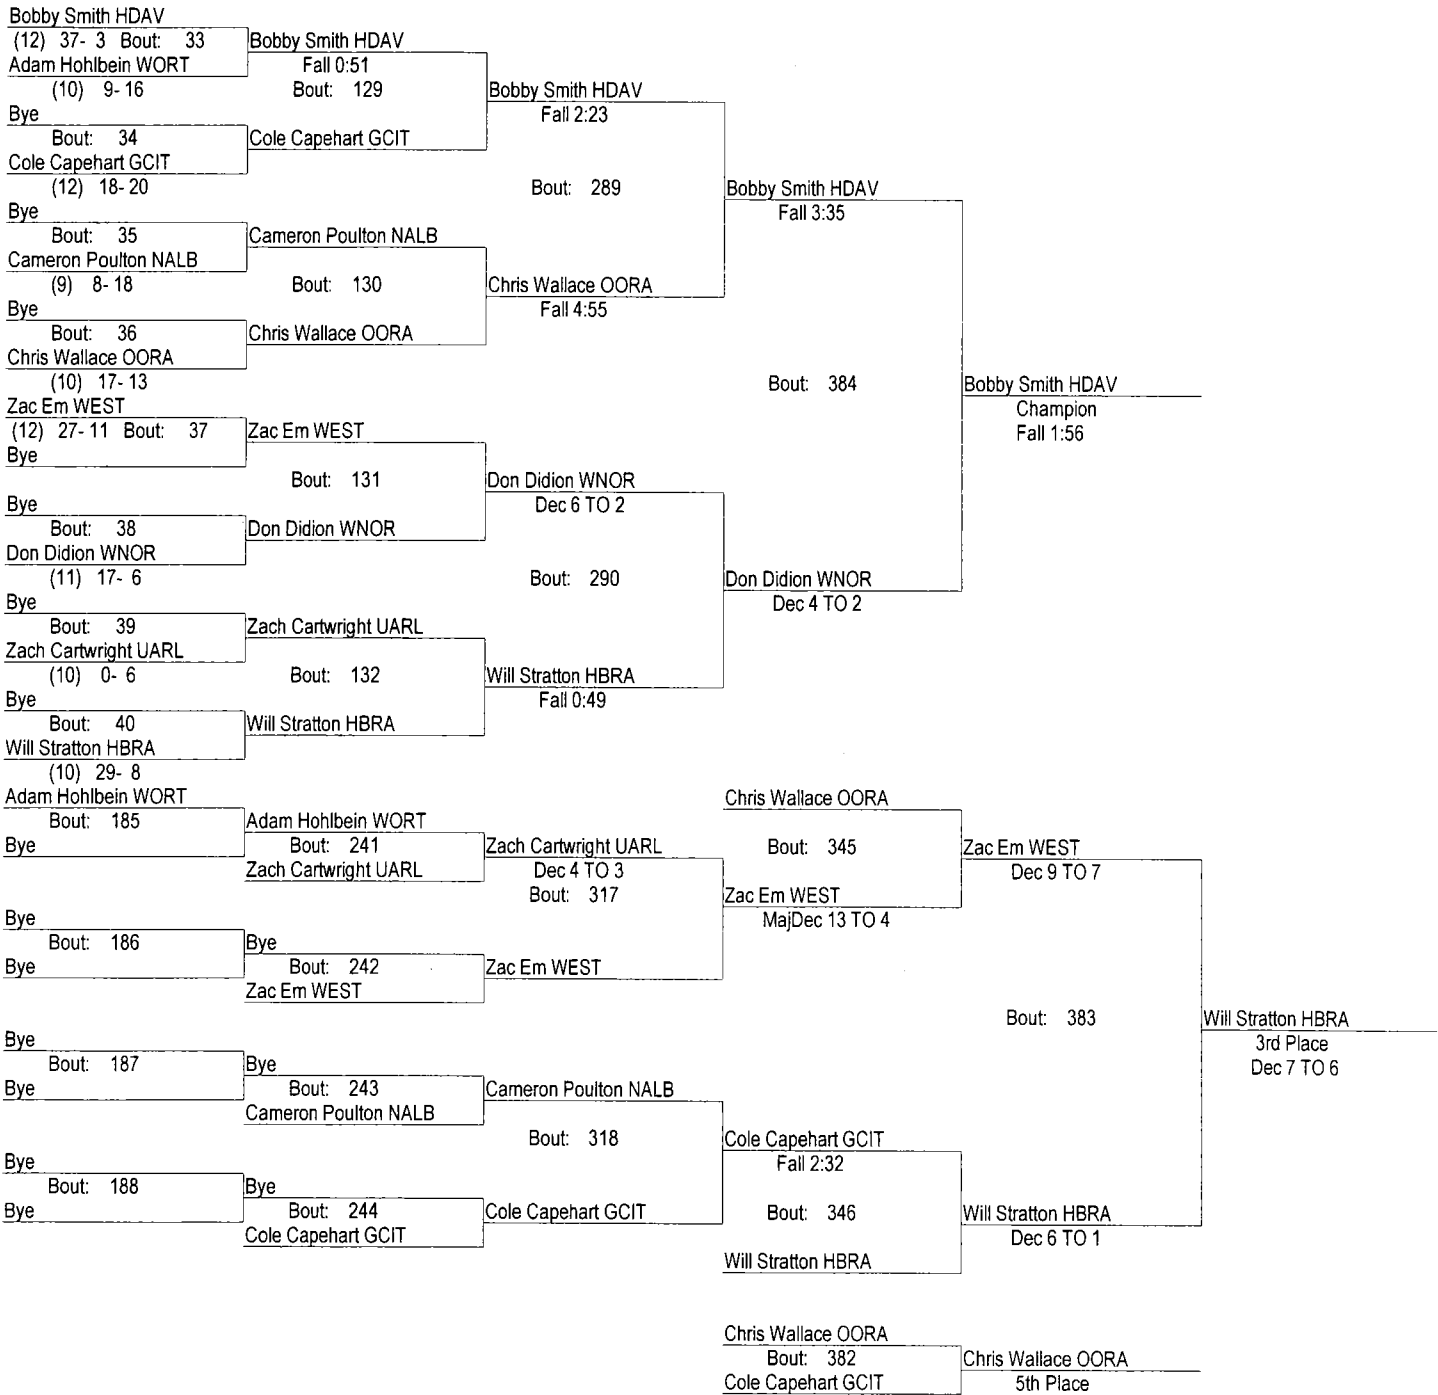 Bobby Smith HDAV
(12) 37- 3 Bout: 33
Adam Hohlbein WORT
(10) 9- 16
Bye
Bout: 34
Cole Capehart GCIT
(12) 18- 20
Bye
Bout: 35
Cameron Poulton NALB
(9) 8- 18
Bye
Bout: 36
Chris Wallace OORA
(10) 17- 13
Zac Em WEST
(12) 27- 11 Bout: 37
Bye
Bye
Bout: 38
Don Didion WNOR
(11) 17- 6
Bye
Bout: 39
Zach Cartwright UARL
(10) 0- 6
Bye
Bout: 40
Will Stratton HBRA
(10) 29- 8
Bobby Smith HDAV
Fall 0:51
Bout: 129
Cole Capehart GCIT
Cameron Poulton NALB
Bout: 130
Chris Wallace OORA
Zac Em WEST
Bout: 131
Don Didion WNOR
Zach Cartwright UARL
Bout: 132
Will Stratton HBRA
Bobby Smith HDAV
Fall 2:23
Bout: 289
Chris Wallace OORA
Fall 4:55
Don Didion WNOR
Dec 6 TO 2
Bout: 290
Will Stratton HBRA
Fall 0:49
Bobby Smith HDAV
Fall 3:35
Bout: 384
Don Didion WNOR
Dec 4 TO 2
Bobby Smith HDAV
Champion
Fall 1:56
Adam Hohlbein WORT
Bout: 185
Bye
Bye
Bout: 186
Bye
Bye
Bout: 187
Bye
Bye
Bout: 188
Bye
Adam Hohlbein WORT
Bout: 241
Zach Cartwright UARL
Bye
Bout: 242
Zac Em WEST
Bye
Bout: 243
Cameron Poulton NALB
Bye
Bout: 244
Cole Capehart GCIT
Zach Cartwright UARL
Dec 4 TO 3
Bout: 317
Zac Em WEST
Cameron Poulton NALB
Bout: 318
Cole Capehart GCIT
Chris Wallace OORA
Bout: 345
Zac Em WEST
MajDec 13 TO 4
Cole Capehart GCIT
Fall 2:32
Bout: 346
Will Stratton HBRA
Zac Em WEST
Dec 9 TO 7
Bout: 383
Will Stratton HBRA
Dec 6 TO 1
Will Stratton HBRA
3rd Place
Dec 7 TO 6
Chris Wallace OORA
Bout: 382
Cole Capehart GCIT
Chris Wallace OORA
5th Place